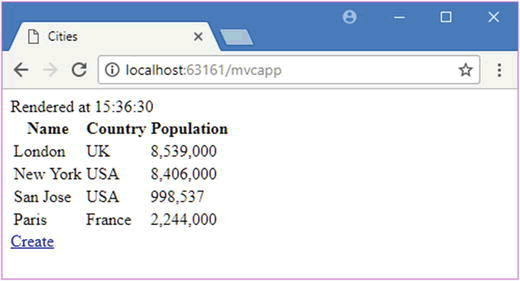 Cities
localhost:63161/mvcapp
Rendered at 15:36:30
Name Country Population
London UK 8,539,000
New York USA 8,406,000
San Jose USA 998,537
Paris France 2,244,000
Create